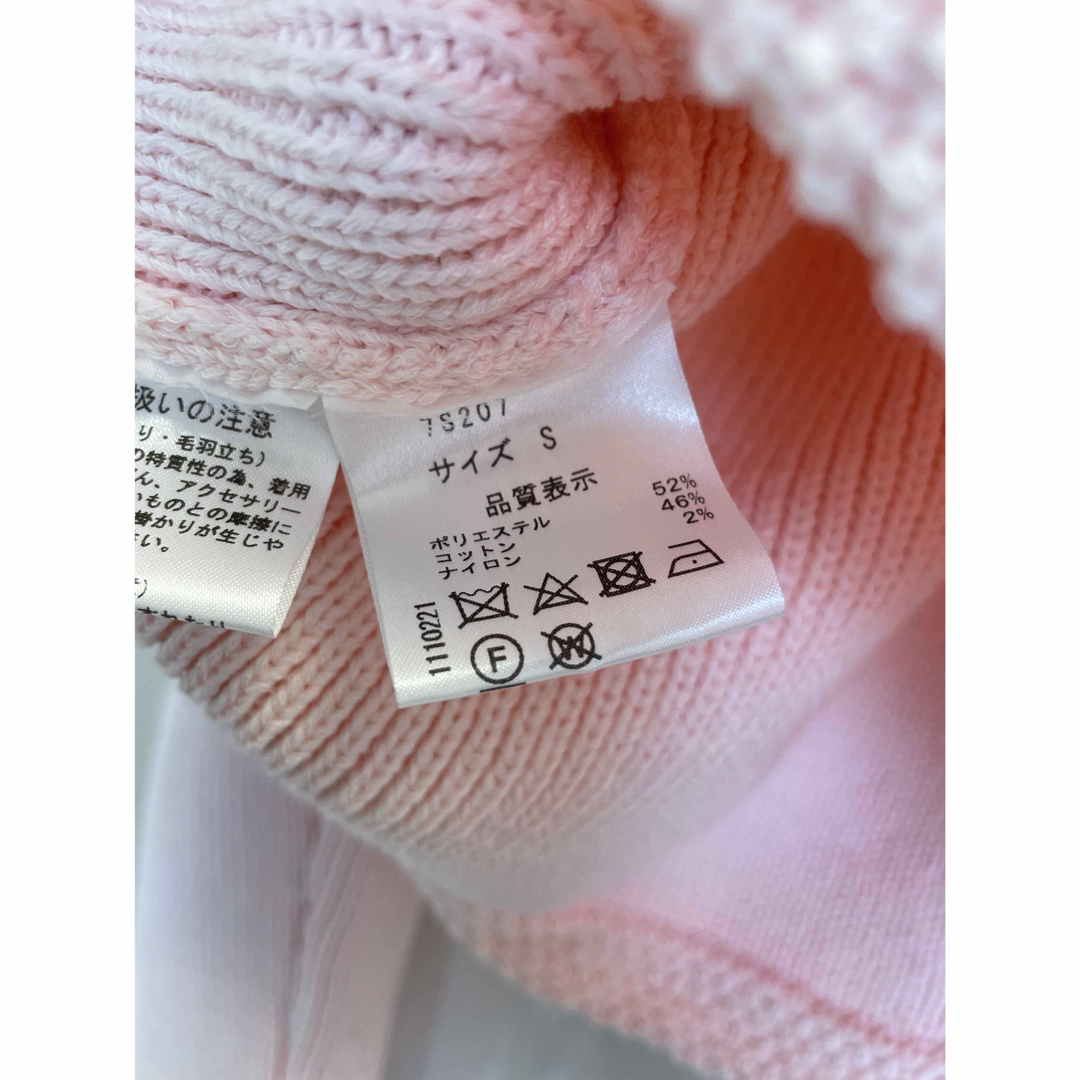 扱いの注意
り・毛羽立ち)
の特質性の為、着用
ん、アクセサリー
いものとの摩擦に
掛かりが生じや
さい。
7S207
サイズ S
品質表示
ポリエステル 52%
コットン 46%
ナイロン 2%
1110221
F
W